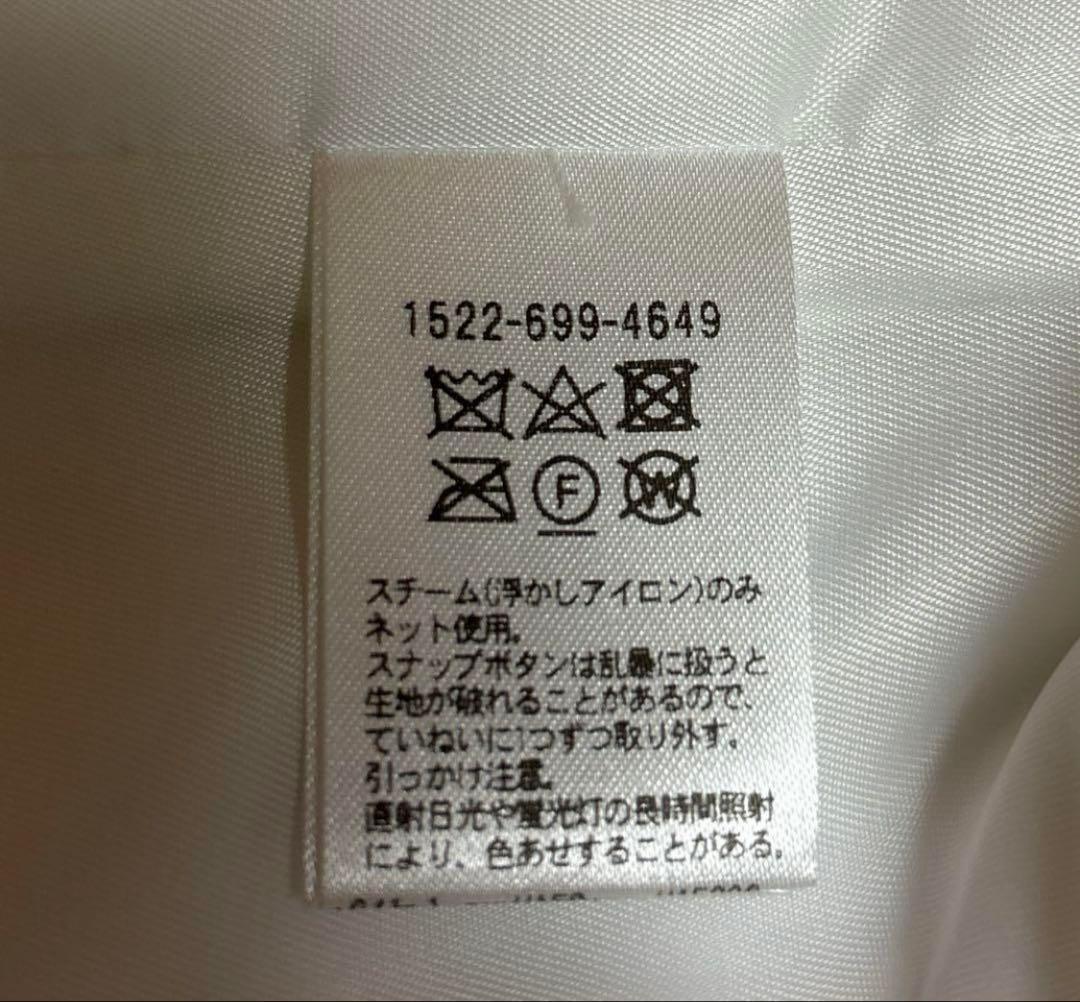 1522-699-4649
F
W
スチーム(浮かしアイロン)のみ
ネット使用。
スナップボタンは乱暴に扱うと
生地が破れることがあるので、
ていねいに1つずつ取り外す。
引っかけ注意。
直射日光や蛍光灯の長時間照射
により、色あせすることがある。